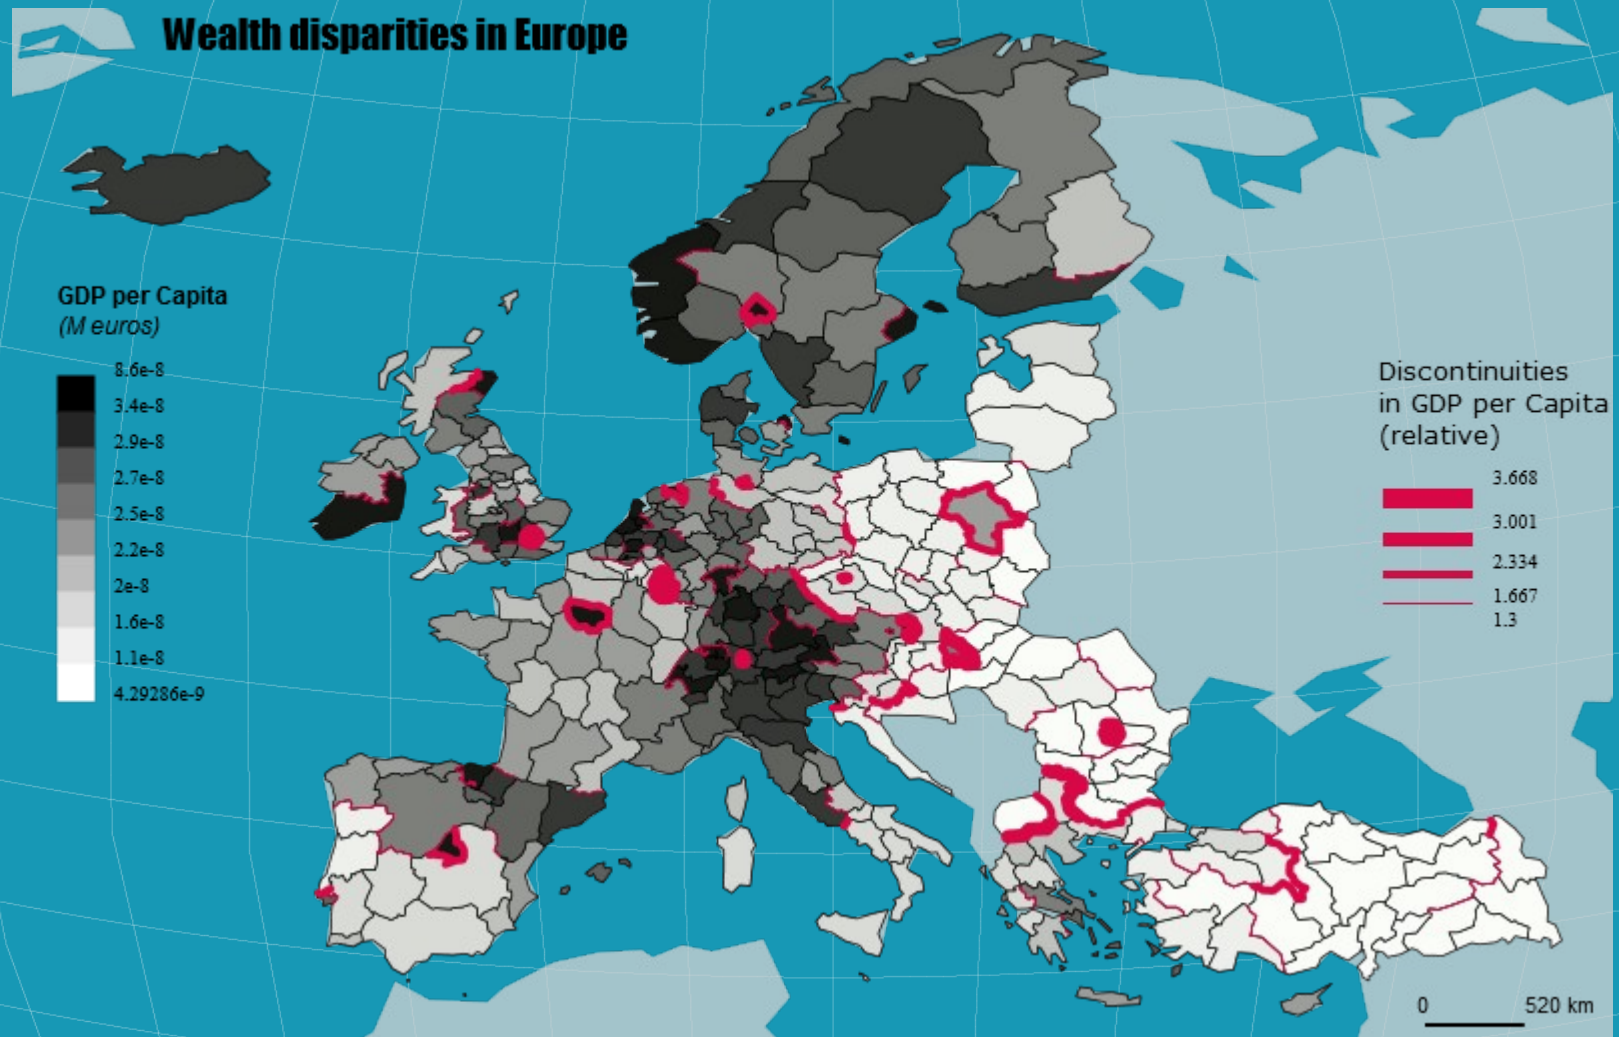 Wealth disparities in Europe
GDP per Capita
(M euros)
8.6e-8
3.4e-8
2.9e-8
2.7e-8
2.5e-8
2.2e-8
2e-8
1.6e-8
1.1e-8
4.29286e-9
Discontinuities
in GDP per Capita
(relative)
3.668
3.001
2.334
1.667
1.3
0 520 km